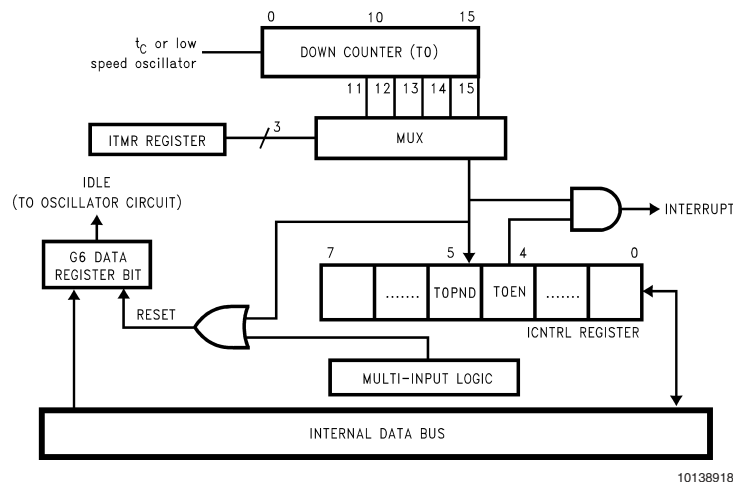 0 10 15
t_C or low
speed oscillator
DOWN COUNTER (T0)
11 12 13 14 15
ITMR REGISTER
3
MUX
IDLE
(TO OSCILLATOR CIRCUIT)
INTERRUPT
G6 DATA
REGISTER BIT
7 5 4 0
....... T0PND T0EN .......
RESET
ICNTRL REGISTER
MULTI-INPUT LOGIC
INTERNAL DATA BUS
10138918